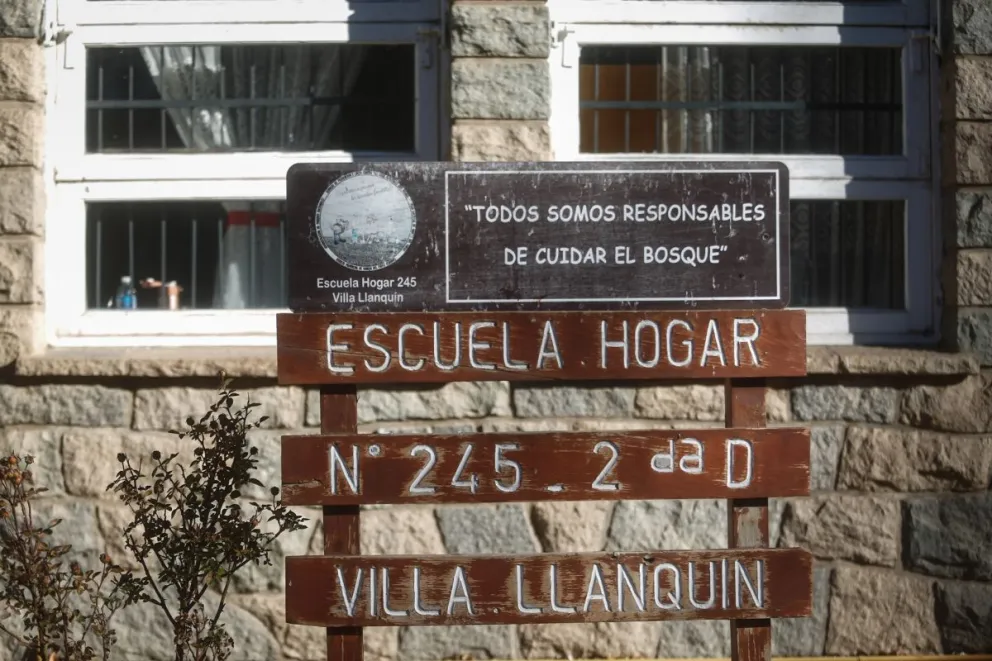 "TODOS SOMOS RESPONSABLES
DE CUIDAR EL BOSQUE"
Escuela Hogar 245
Villa Llanquin
ESCUELA HOGAR
N° 245 - 2 da D
VILLA LLANQUIN